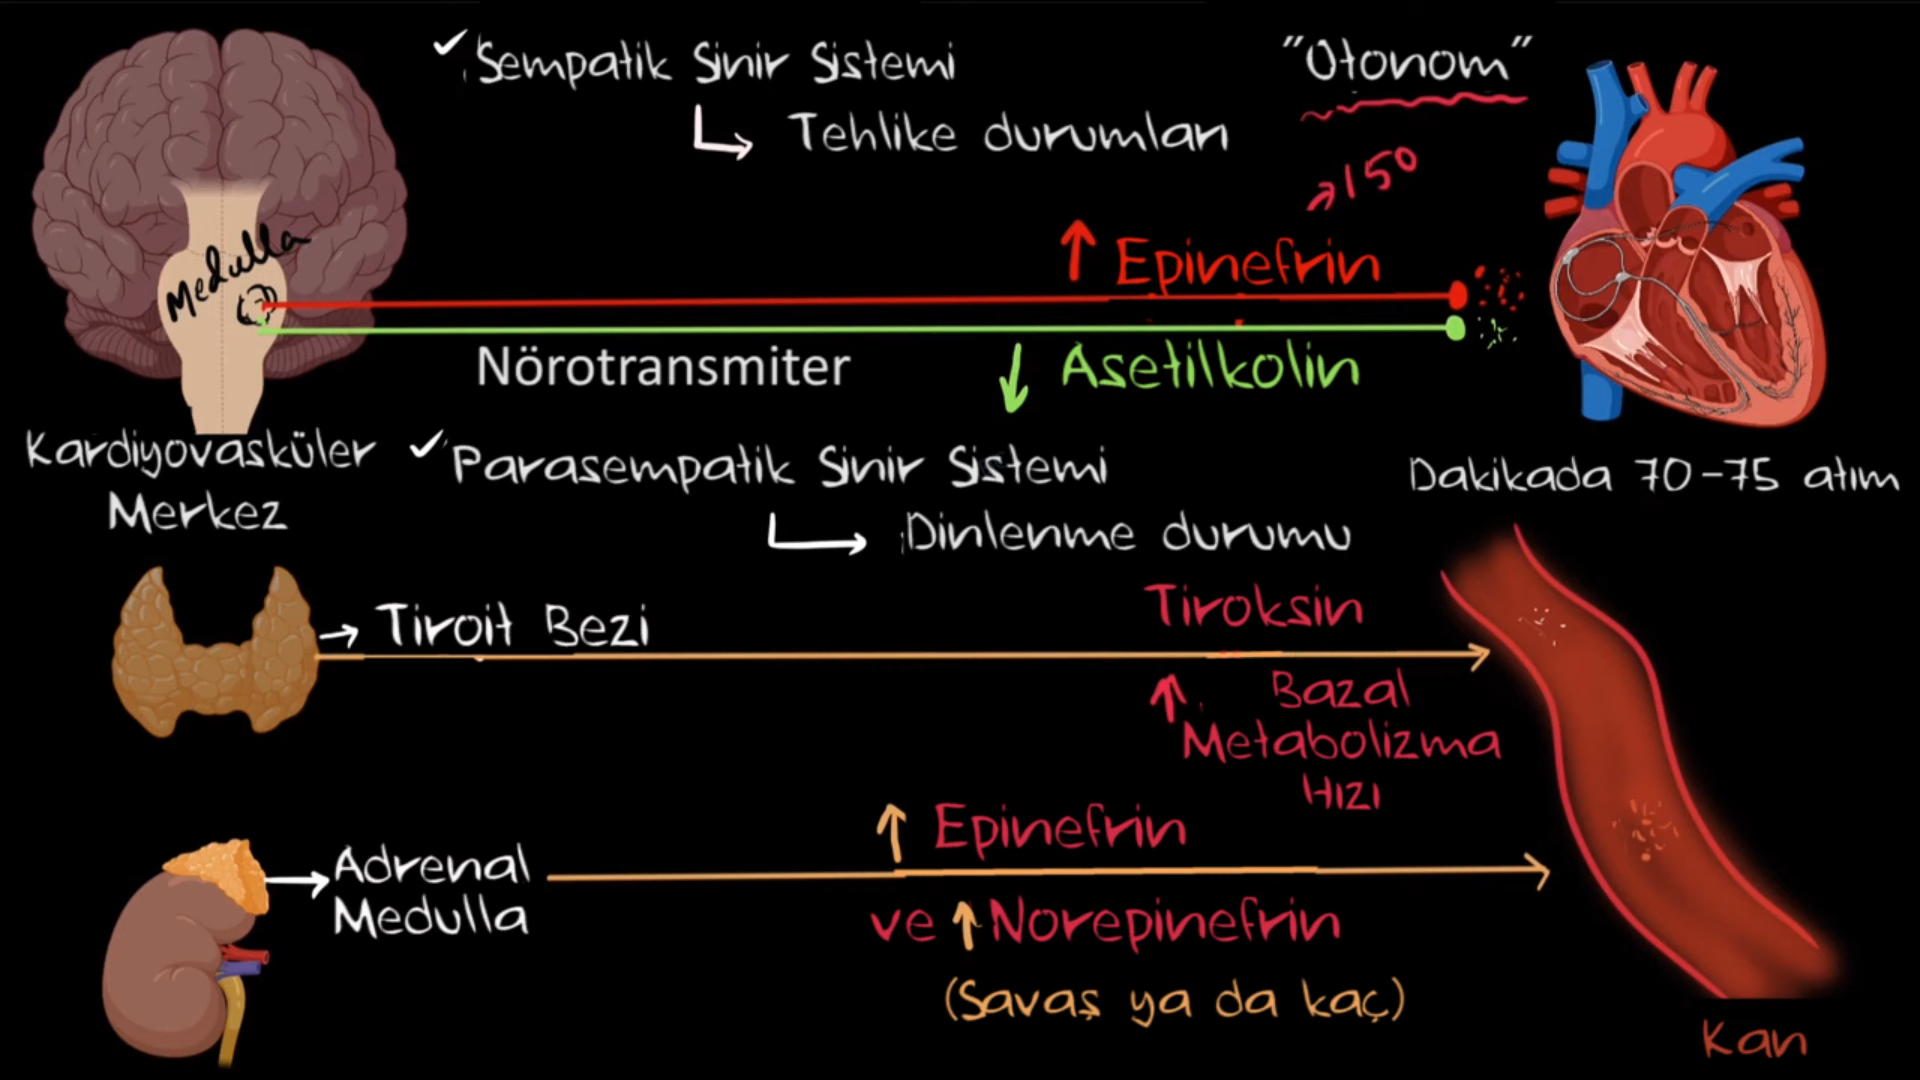 Sempatik Sinir Sistemi
Tehlike durumları
"Otonom"
150
Medulla
Epinefrin
Nörotransmiter
Asetilkolin
Kardiyovasküler
Merkez
Parasempatik Sinir Sistemi
Dinlenme durumu
Dakikada 70-75 atım
Tiroit Bezi
Tiroksin
Bazal
Metabolizma
Hızı
Adrenal
Medulla
Epinefrin
ve Norepinefrin
(Savaş ya da kaç)
Kan